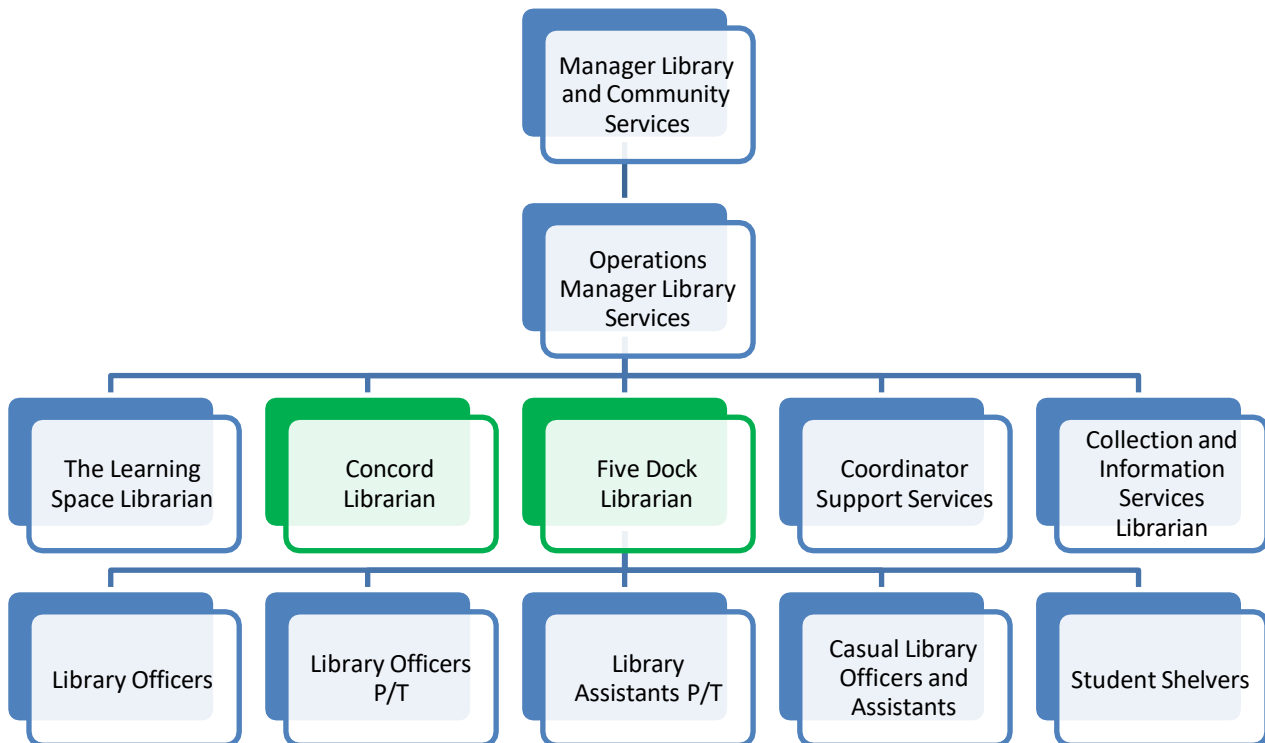 Manager Library
and Community
Services
Operations
Manager Library
Services
The Learning
Space Librarian
Concord
Librarian
Five Dock
Librarian
Coordinator
Support Services
Collection and
Information
Services
Librarian
Library Officers
Library Officers
P/T
Library
Assistants P/T
Casual Library
Officers and
Assistants
Student Shelvers